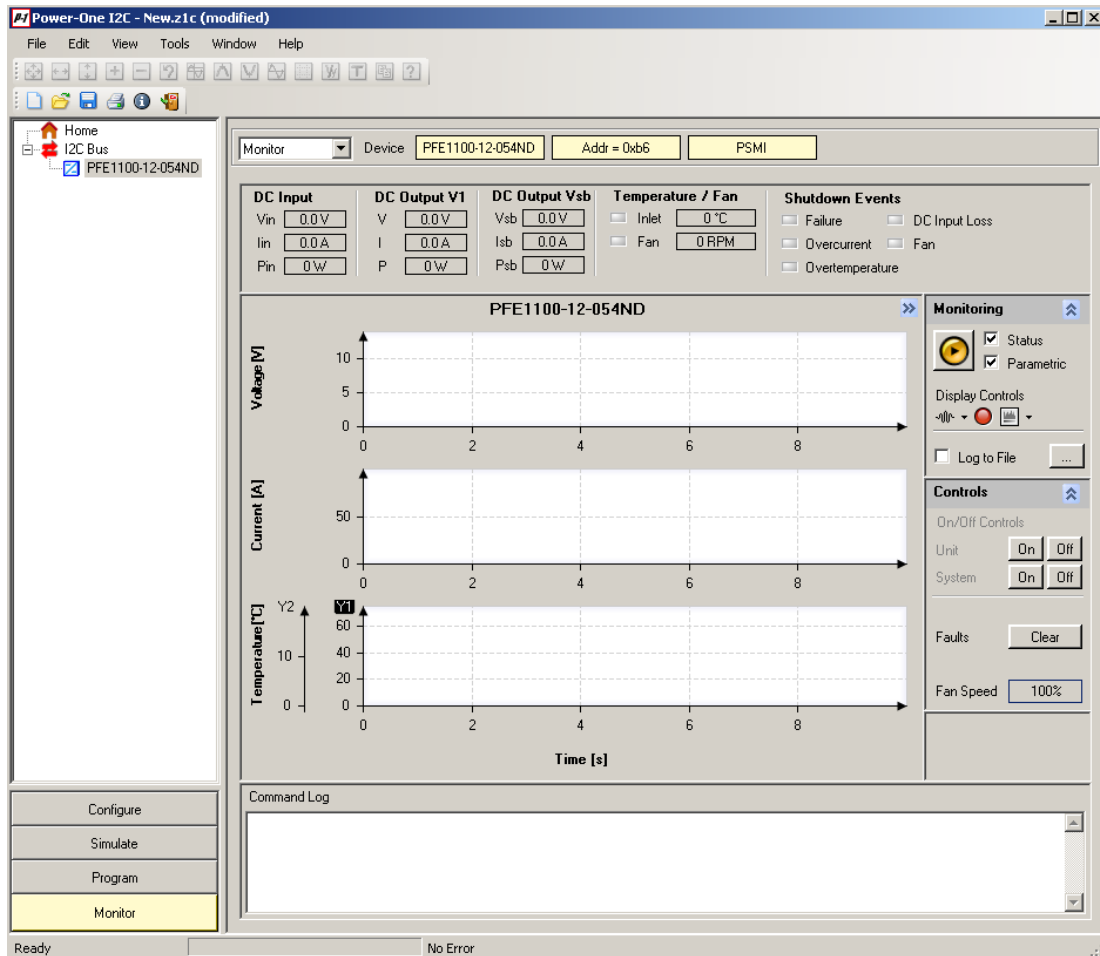 Power-One I2C - New.z1c (modified)
File Edit View Tools Window Help
Home
I2C Bus
PFE1100-12-054ND
Monitor Device PFE1100-12-054ND Addr = 0xb6 PSMI
DC Input DC Output V1 DC Output Vsb Temperature / Fan Shutdown Events
Vin 0.0 V V 0.0 V Vsb 0.0 V Inlet 0 °C Failure DC Input Loss
Iin 0.0 A I 0.0 A Isb 0.0 A Fan 0 RPM Overcurrent Fan
Pin 0 W P 0 W Psb 0 W Overtemperature
PFE1100-12-054ND
Voltage [V]
10
5
0
0 2 4 6 8
Current [A]
50
0
0 2 4 6 8
Temperature [°C]
Y2 Y1
10
0
60
40
20
0
0 2 4 6 8
Time [s]
Monitoring
Status
Parametric
Display Controls
Log to File ...
Controls
On/Off Controls
Unit On Off
System On Off
Faults Clear
Fan Speed 100%
Command Log
Configure
Simulate
Program
Monitor
Ready No Error